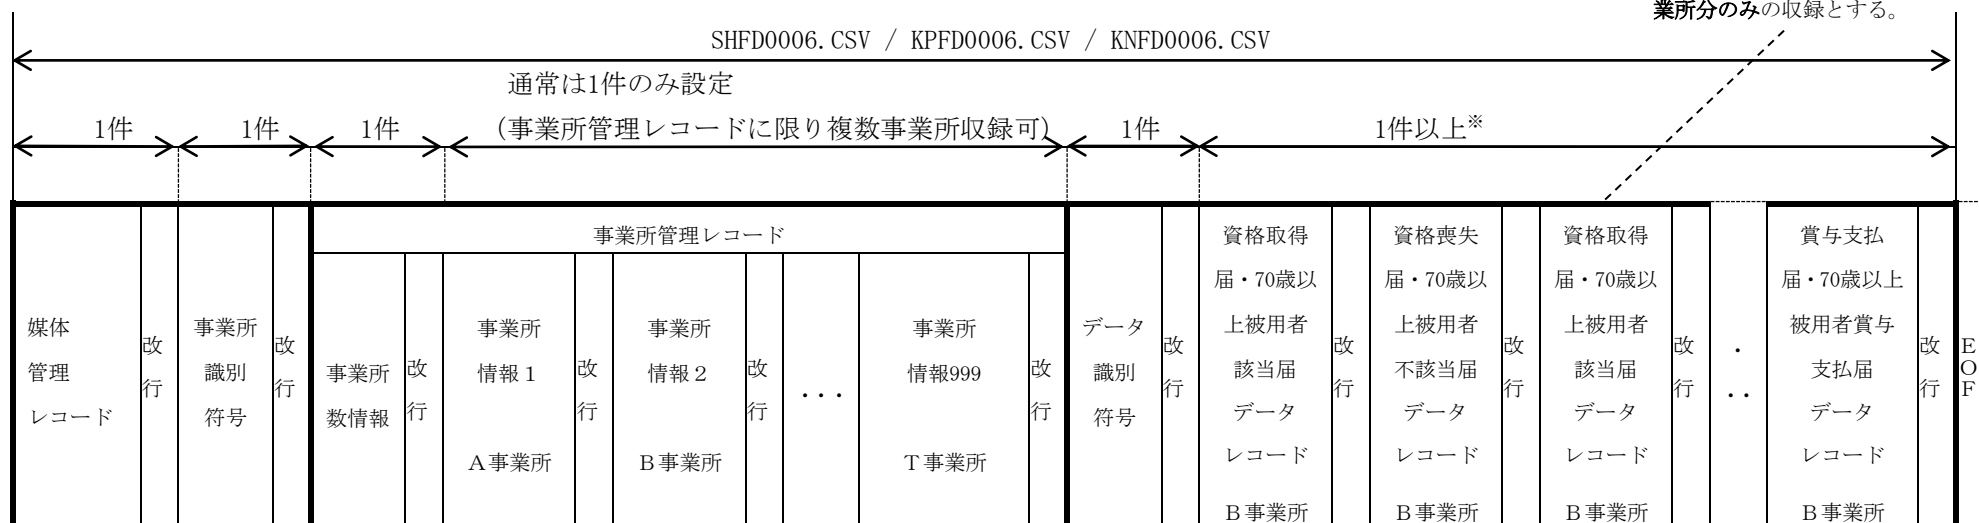 業所分のみの収録とする。
SHFD0006.CSV / KPFD0006.CSV / KNFD0006.CSV
通常は1件のみ設定
1件
1件
1件
(事業所管理レコードに限り複数事業所収録可)
1件
1件以上※
媒体
管理
レコード
改
行
事業所
識別
符号
改
行
事業所管理レコード
事業所
数情報
改
行
事業所
情報1
A事業所
改
行
事業所
情報2
B事業所
改
行
・・・
事業所
情報999
T事業所
改
行
データ
識別
符号
改
行
資格取得
届・70歳以
上被用者
該当届
データ
レコード
B事業所
改
行
資格喪失
届・70歳以
上被用者
不該当届
データ
レコード
B事業所
改
行
資格取得
届・70歳以
上被用者
該当届
データ
レコード
B事業所
改
行
・
・・
賞与支払
届・70歳以上
被用者賞与
支払届
データ
レコード
B事業所
改
行
E
O
F